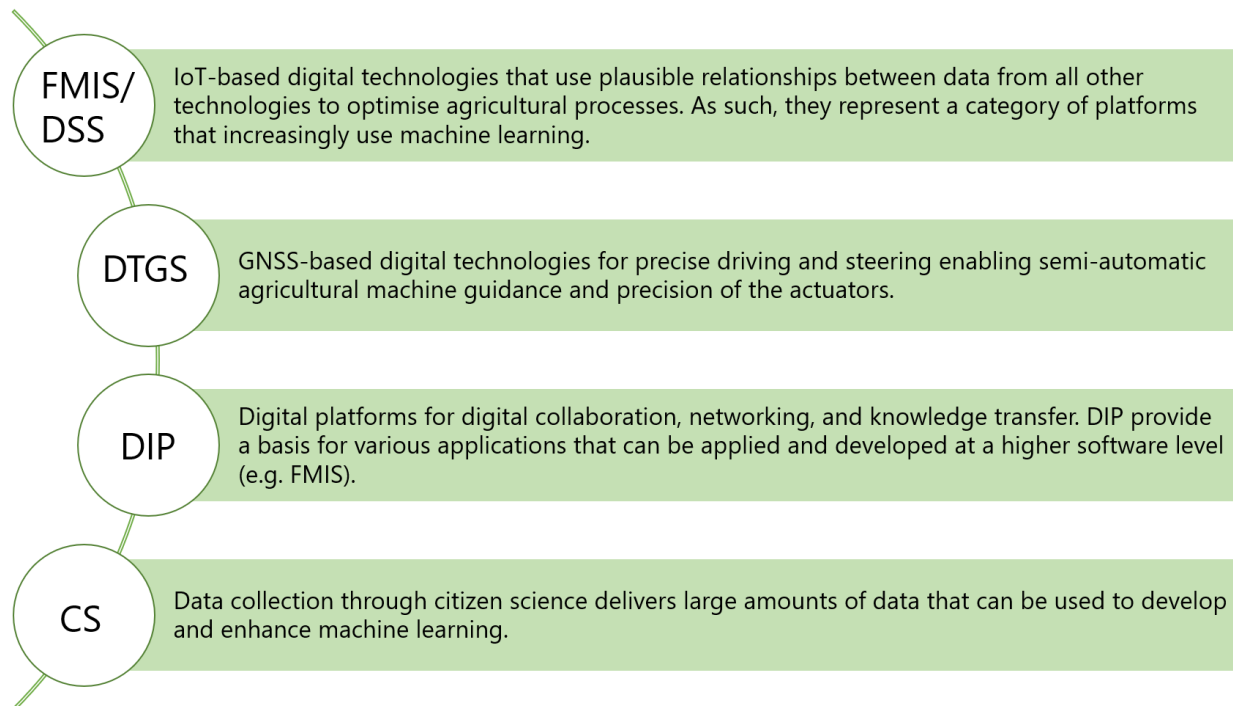 FMIS/
DSS
IoT-based digital technologies that use plausible relationships between data from all other
technologies to optimise agricultural processes. As such, they represent a category of platforms
that increasingly use machine learning.
DTGS
GNSS-based digital technologies for precise driving and steering enabling semi-automatic
agricultural machine guidance and precision of the actuators.
DIP
Digital platforms for digital collaboration, networking, and knowledge transfer. DIP provide
a basis for various applications that can be applied and developed at a higher software level
(e.g. FMIS).
CS
Data collection through citizen science delivers large amounts of data that can be used to develop
and enhance machine learning.